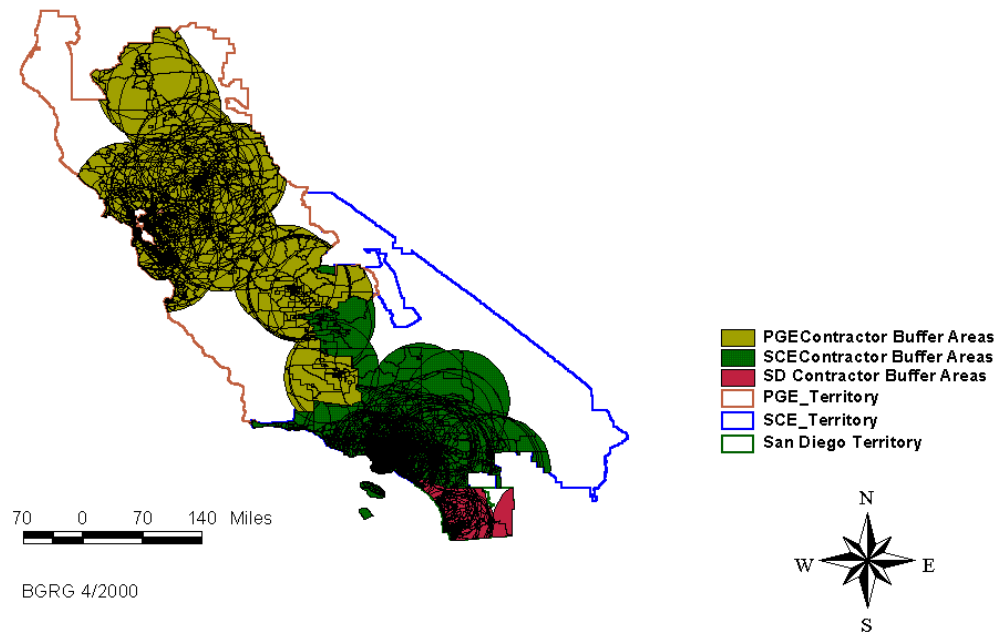 PGEContractor Buffer Areas
SCEContractor Buffer Areas
SD Contractor Buffer Areas
PGE_Territory
SCE_Territory
San Diego Territory
70 0 70 140 Miles
BGRG 4/2000
N
W E
S